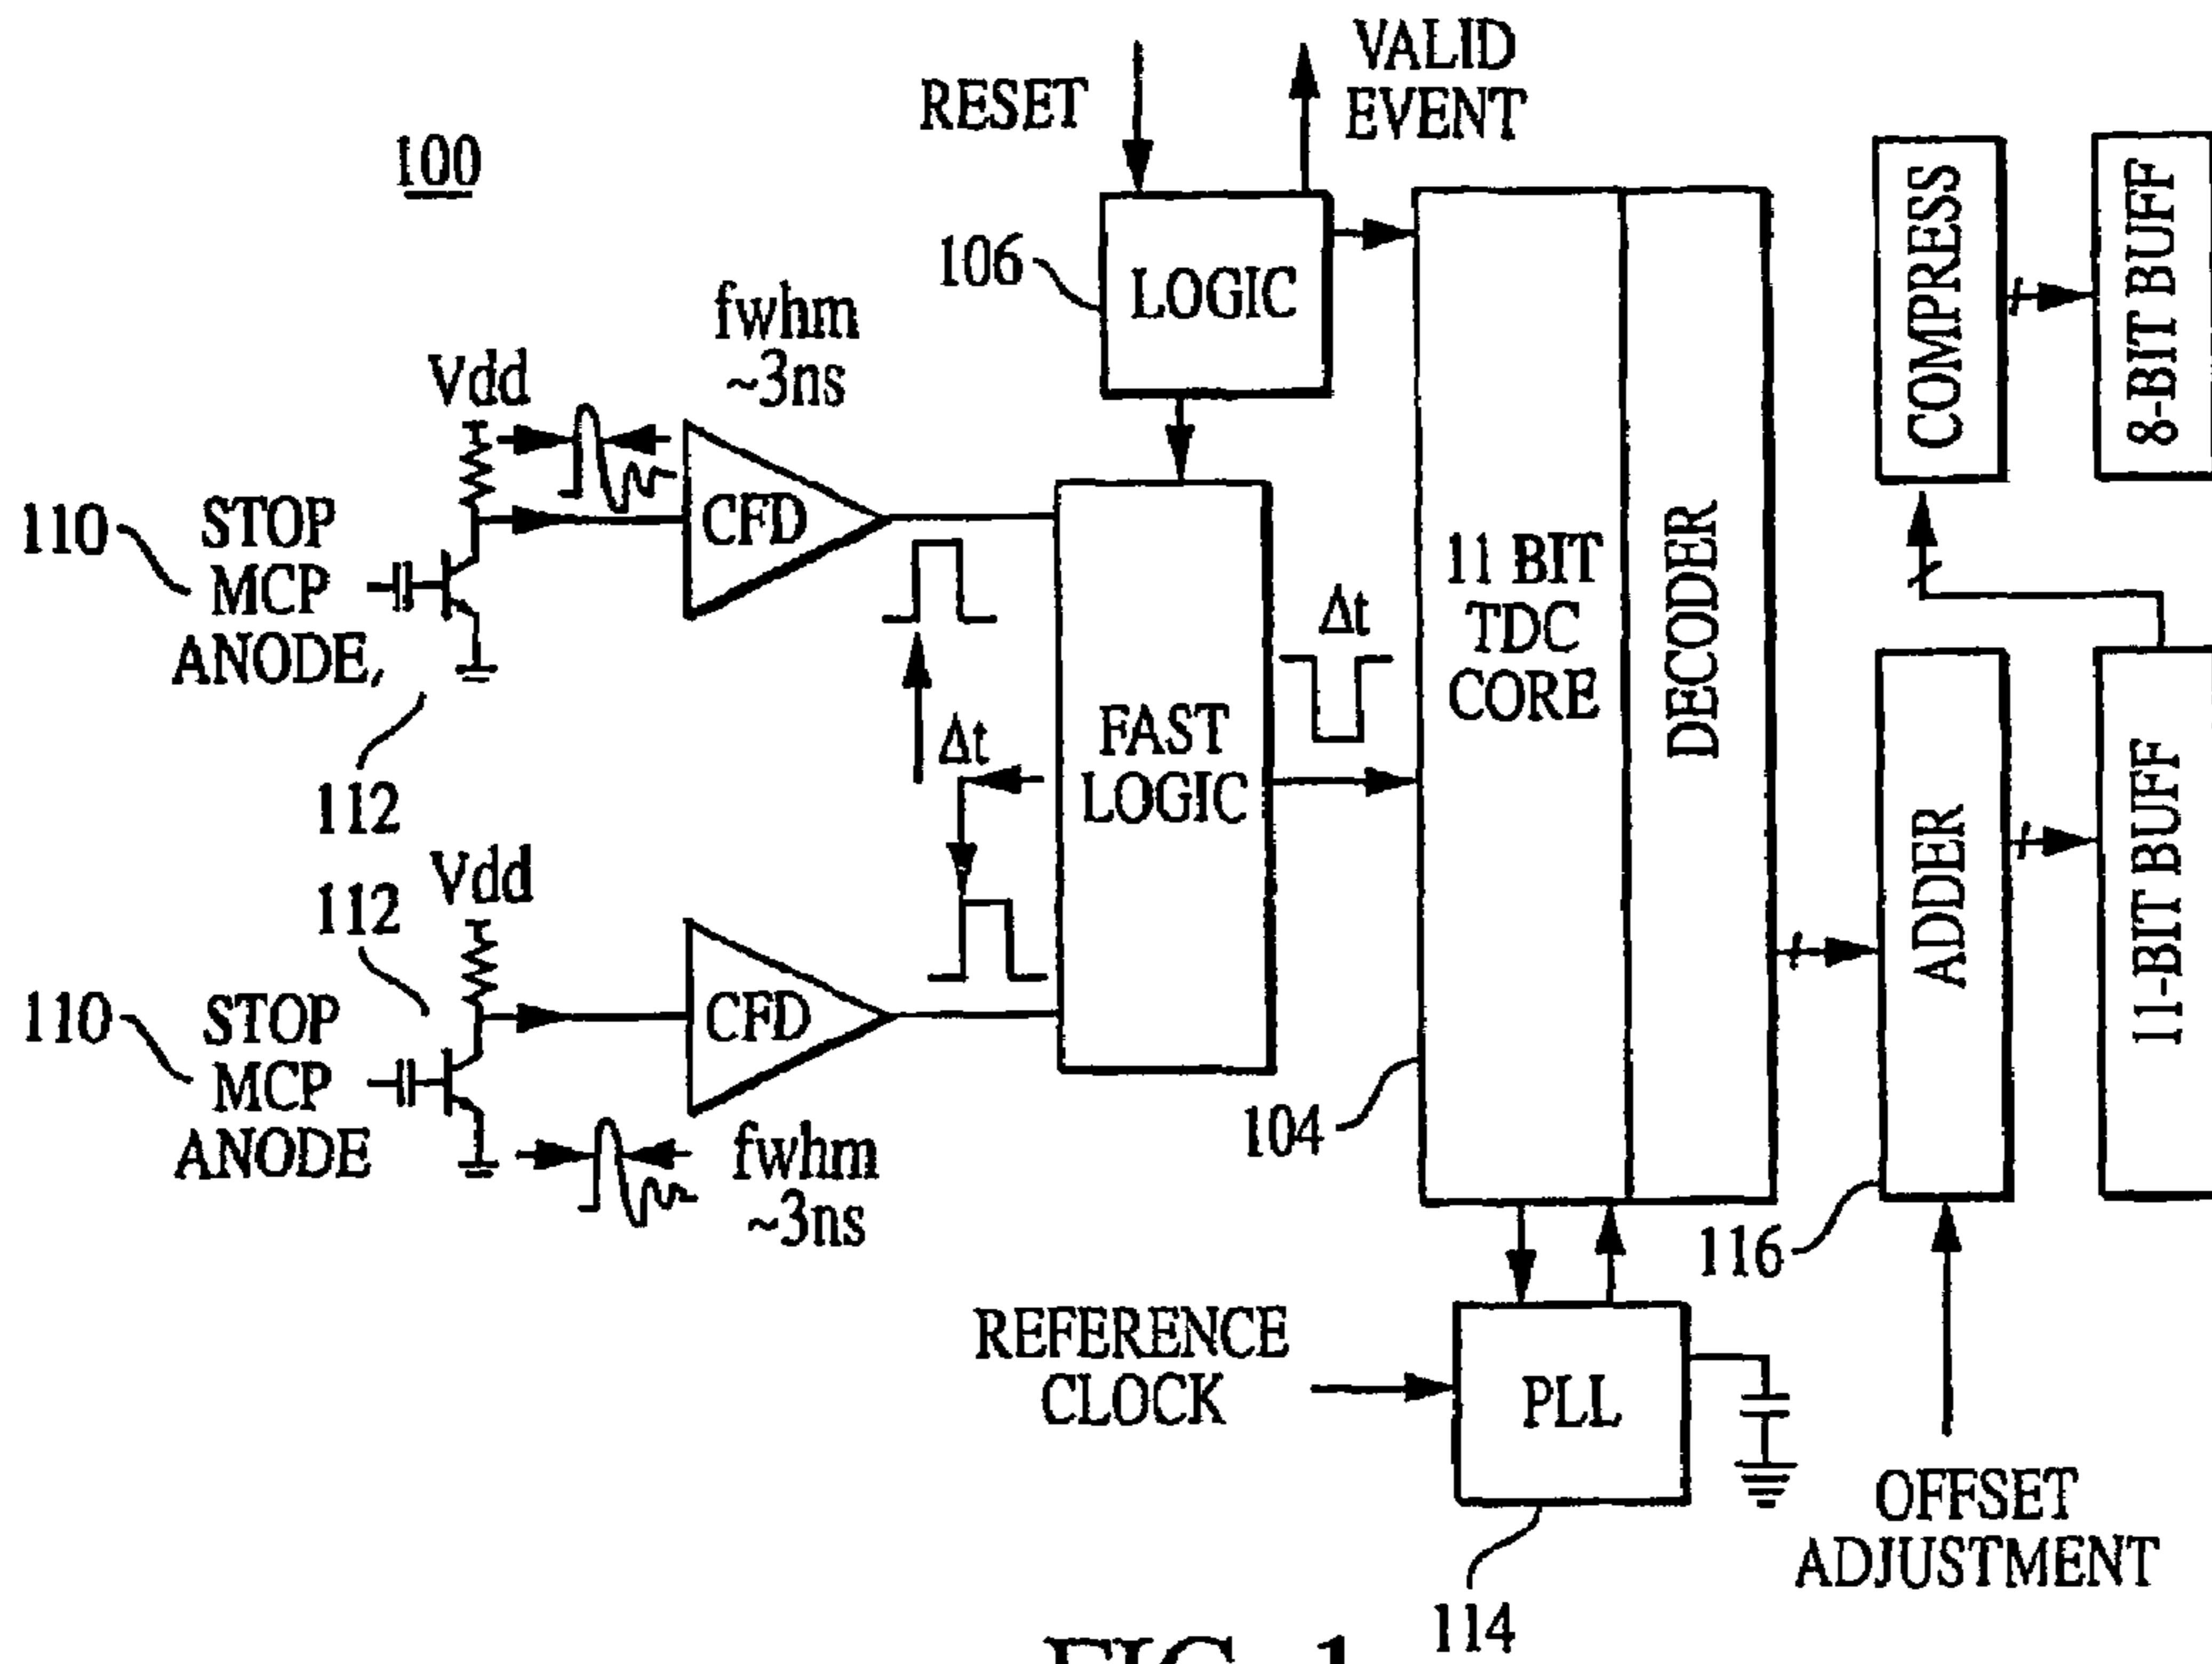 100
RESET
VALID
EVENT
106
LOGIC
COMPRESS
8-BIT BUFF
fwhm
~3ns
Vdd
CFD
110
STOP
MCP
ANODE,
112
Δt
FAST
LOGIC
Δt
11 BIT
TDC
CORE
DECODER
ADDER
11-BIT BUFF
112
Vdd
110
STOP
MCP
ANODE
CFD
fwhm
~3ns
104
116
REFERENCE
CLOCK
PLL
OFFSET
ADJUSTMENT
114
FIG. 1